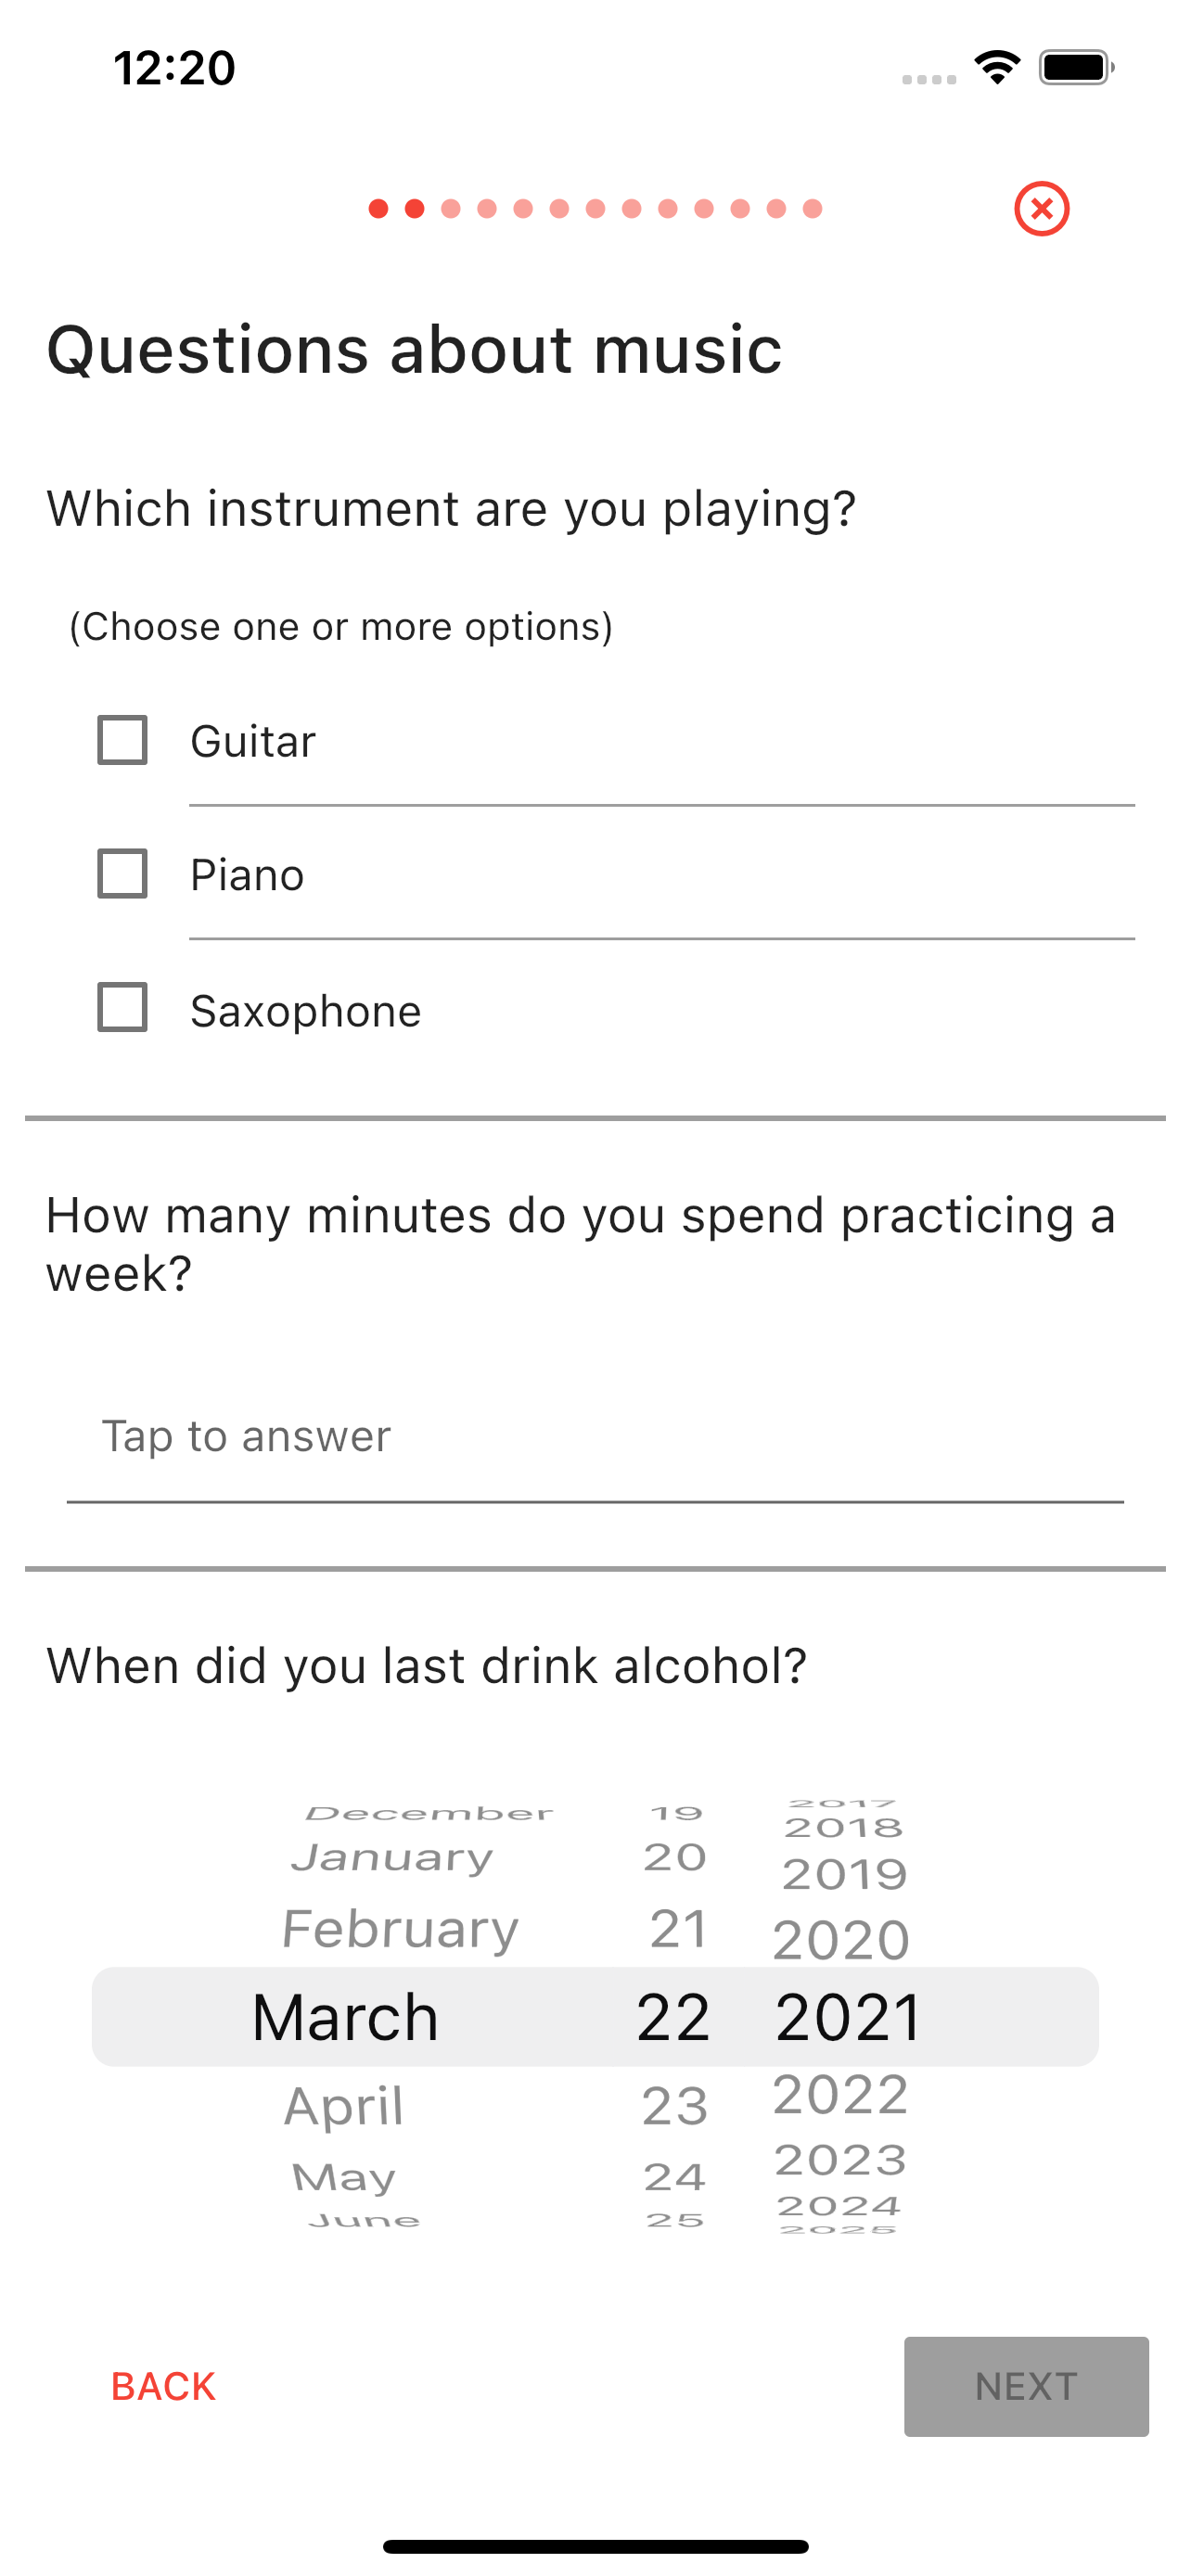 12:20
Questions about music
Which instrument are you playing?
(Choose one or more options)
Guitar
Piano
Saxophone
How many minutes do you spend practicing a
week?
Tap to answer
When did you last drink alcohol?
2017
December 19 2018
January 20 2019
February 21 2020
March 22 2021
April 23 2022
May 24 2023
June 25 2024
2025
BACK NEXT